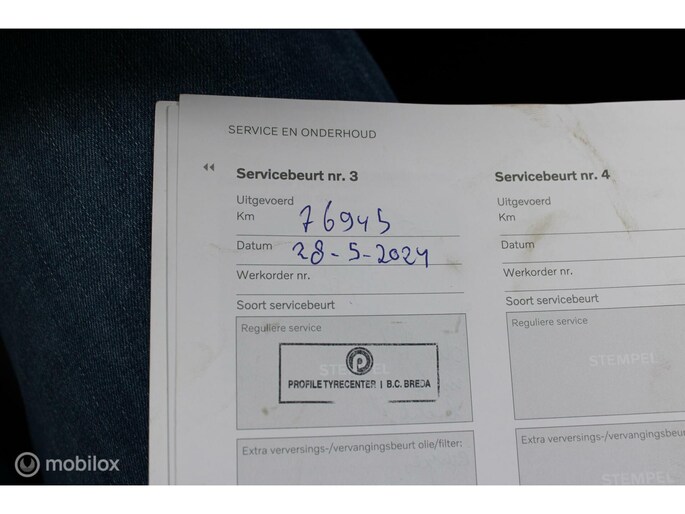 SERVICE EN ONDERHOUD
Servicebeurt nr. 3
Uitgevoerd
Km 76945
Datum 28-5-2024
Werkorder nr.
Soort servicebeurt
Reguliere service
STEMPEL
PROFILE TYRECENTER | B.C. BREDA
Extra verversings-/vervangingsbeurt olie/filter:
STEMPEL
Servicebeurt nr. 4
Uitgevoerd
Km
Datum
Werkorder nr.
Soort servicebeurt
Reguliere service
STEMPEL
Extra verversings-/vervangingsbeurt
STEMPEL
mobilox